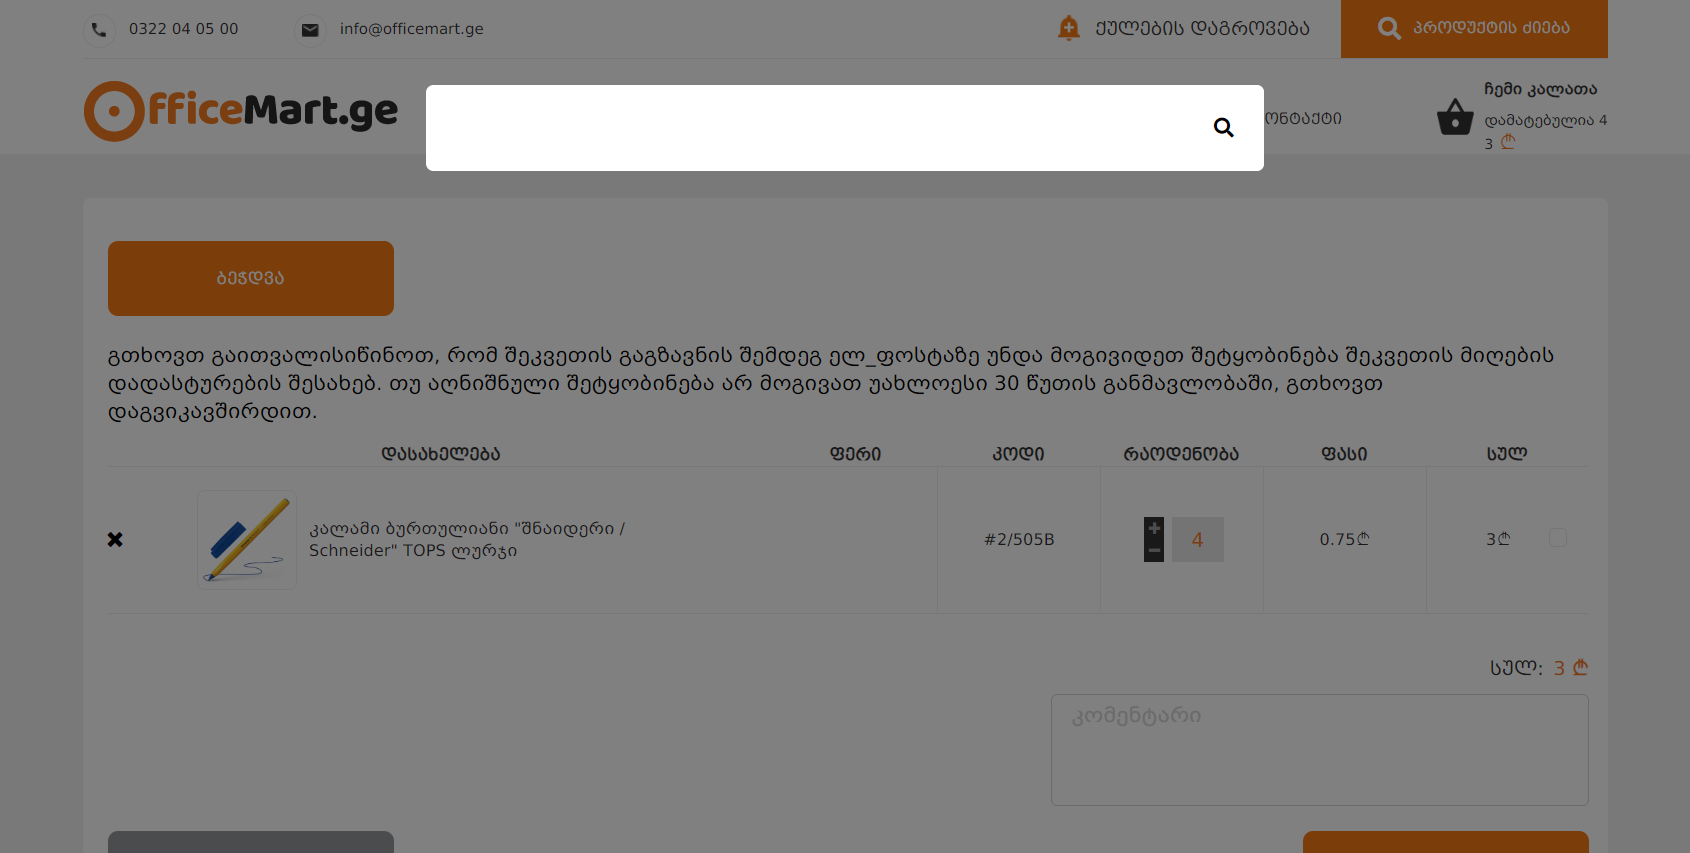 0322 04 05 00
info@officemart.ge
ქულების დაგროვება
პროდუქტის ძიება
OfficeMart.ge
ონტაქტი
ჩემი კალათა
დამატებულია 4
3 ₾
ბეჭდვა
გთხოვთ გაითვალისიწინოთ, რომ შეკვეთის გაგზავნის შემდეგ ელ_ფოსტაზე უნდა მოგივიდეთ შეტყობინება შეკვეთის მიღების
დადასტურების შესახებ. თუ აღნიშნული შეტყობინება არ მოგივათ უახლოესი 30 წუთის განმავლობაში, გთხოვთ
დაგვიკავშირდით.
დასახელება ფერი კოდი რაოდენობა ფასი სულ
კალამი ბურთულიანი "შნაიდერი /
Schneider" TOPS ლურჯი
#2/505B
4
0.75₾
3₾
სულ: 3 ₾
კომენტარი